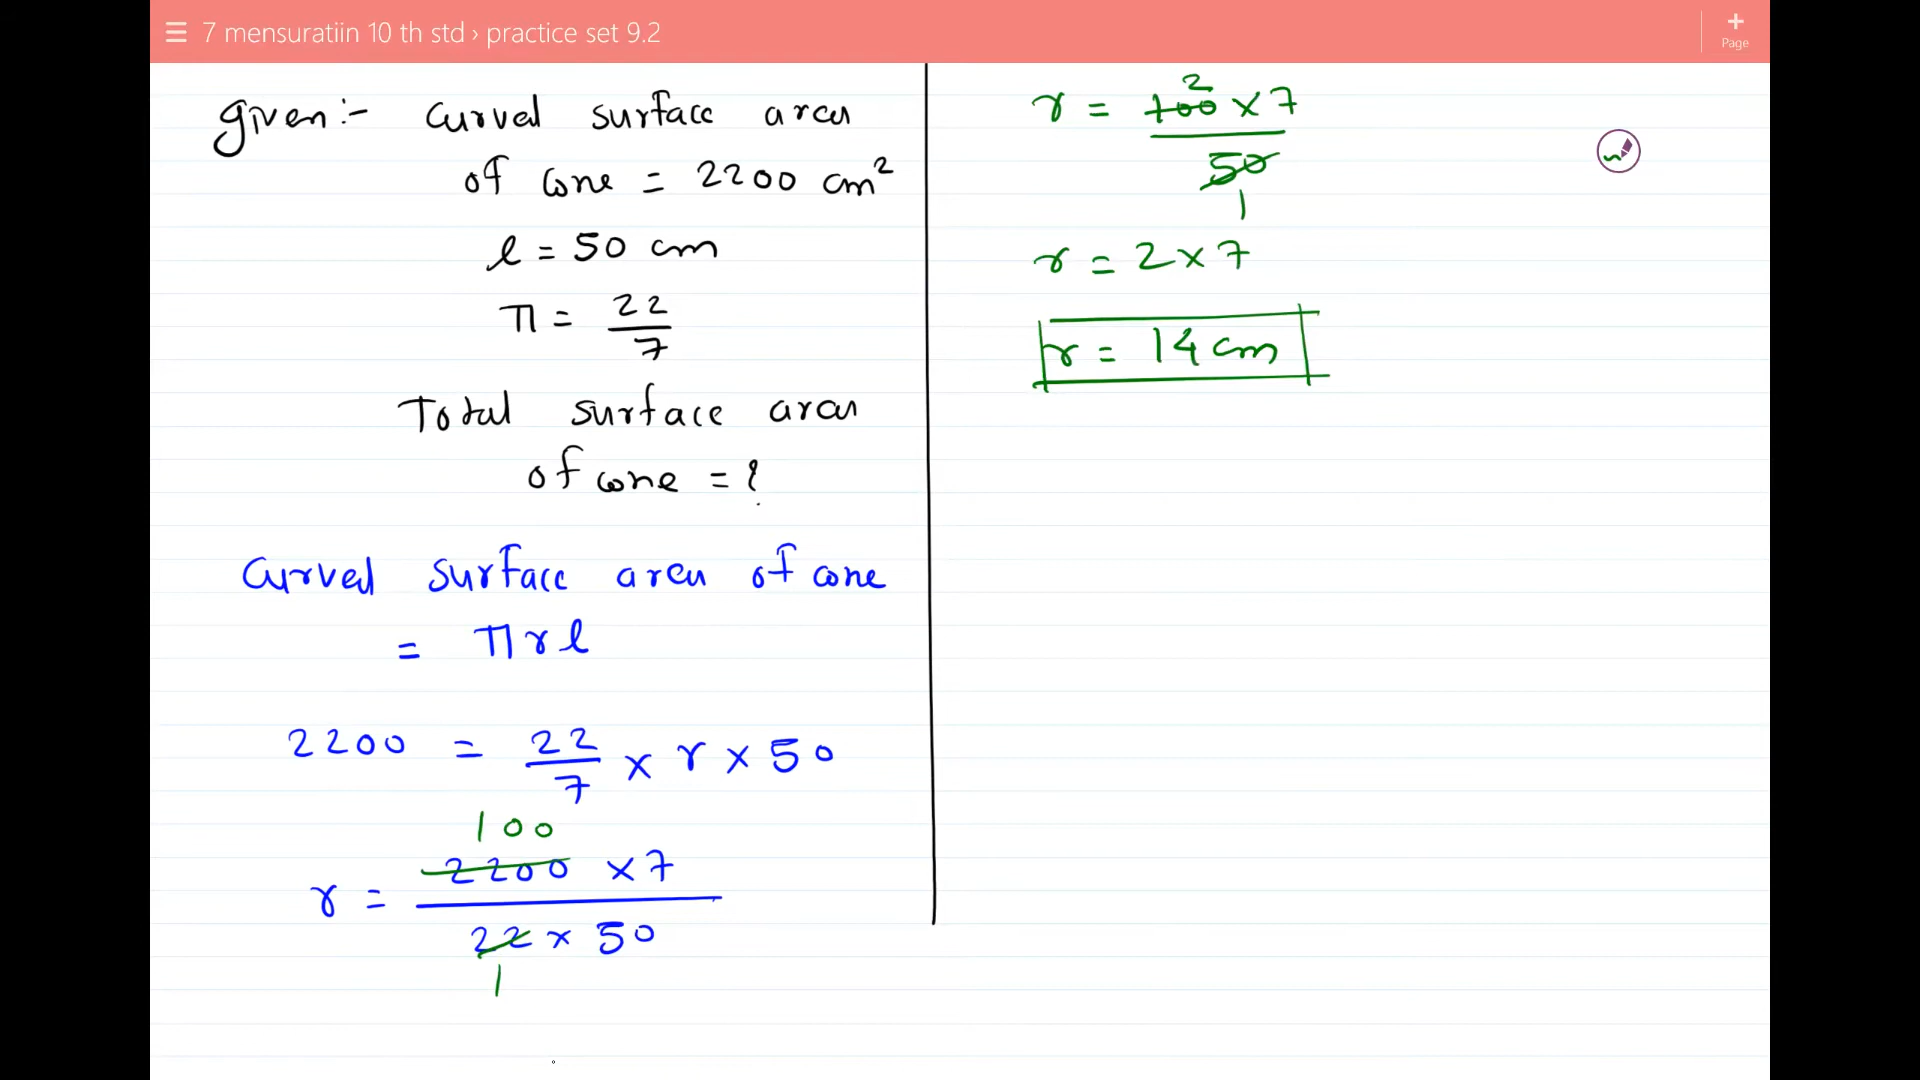 7 mensuratiin 10 th std › practice set 9.2
+
Page
Given:- Curved surface area
of cone = 2200 cm²
l = 50 cm
π = 22/7
Total surface area
of cone = ?
Curved surface area of cone
= πrl
2200 = 22/7 × r × 50
100
r = 2200 × 7 / 22 × 50
1
2
r = 100 × 7 / 50
1
r = 2 × 7
r = 14 cm